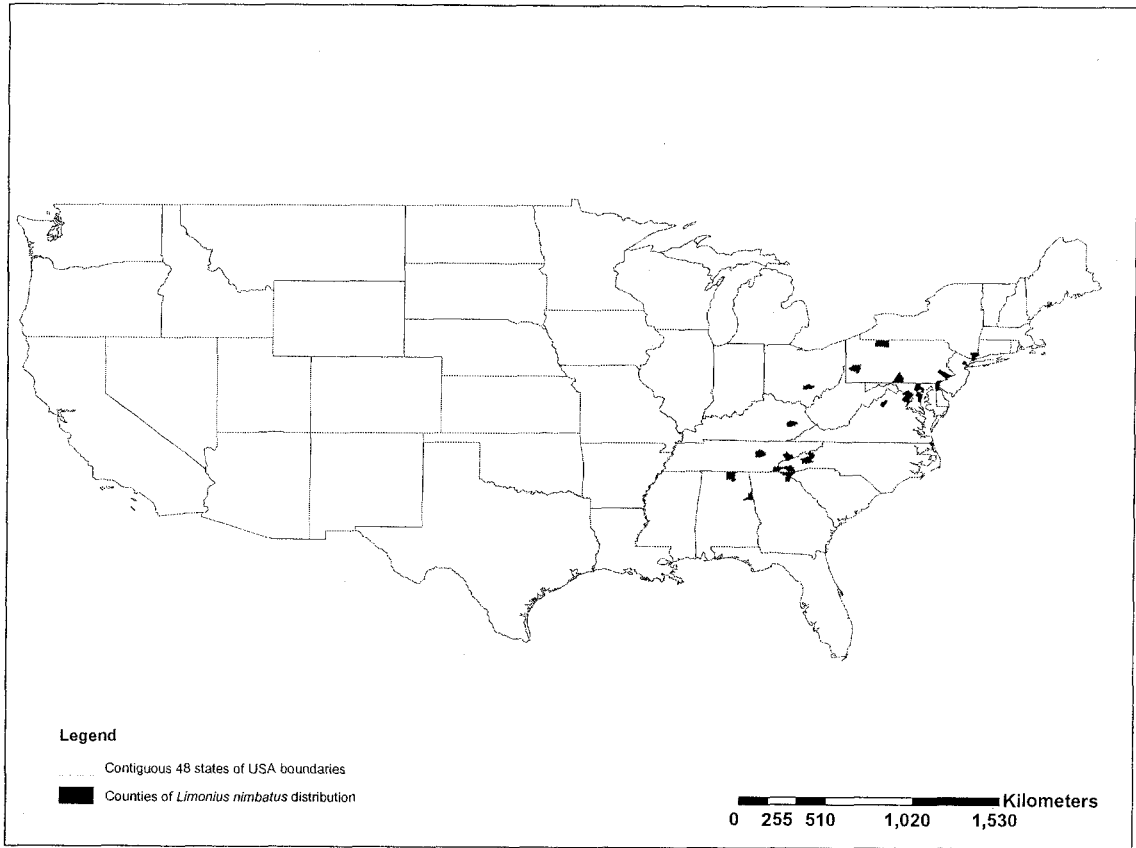 Legend
Contiguous 48 states of USA boundaries
Counties of Limonius nimbatus distribution
Kilometers
0 255 510 1,020 1,530